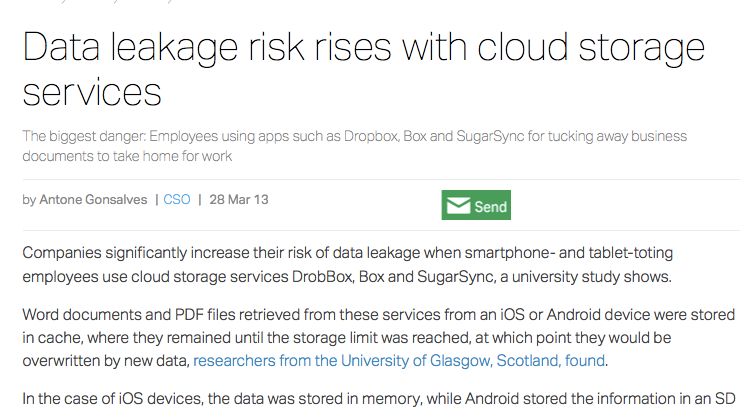 Data leakage risk rises with cloud storage
services
The biggest danger: Employees using apps such as Dropbox, Box and SugarSync for tucking away business
documents to take home for work
by Antone Gonsalves | CSO | 28 Mar 13
Send
Companies significantly increase their risk of data leakage when smartphone- and tablet-toting
employees use cloud storage services DrobBox, Box and SugarSync, a university study shows.
Word documents and PDF files retrieved from these services from an iOS or Android device were stored
in cache, where they remained until the storage limit was reached, at which point they would be
overwritten by new data, researchers from the University of Glasgow, Scotland, found.
In the case of iOS devices, the data was stored in memory, while Android stored the information in an SD